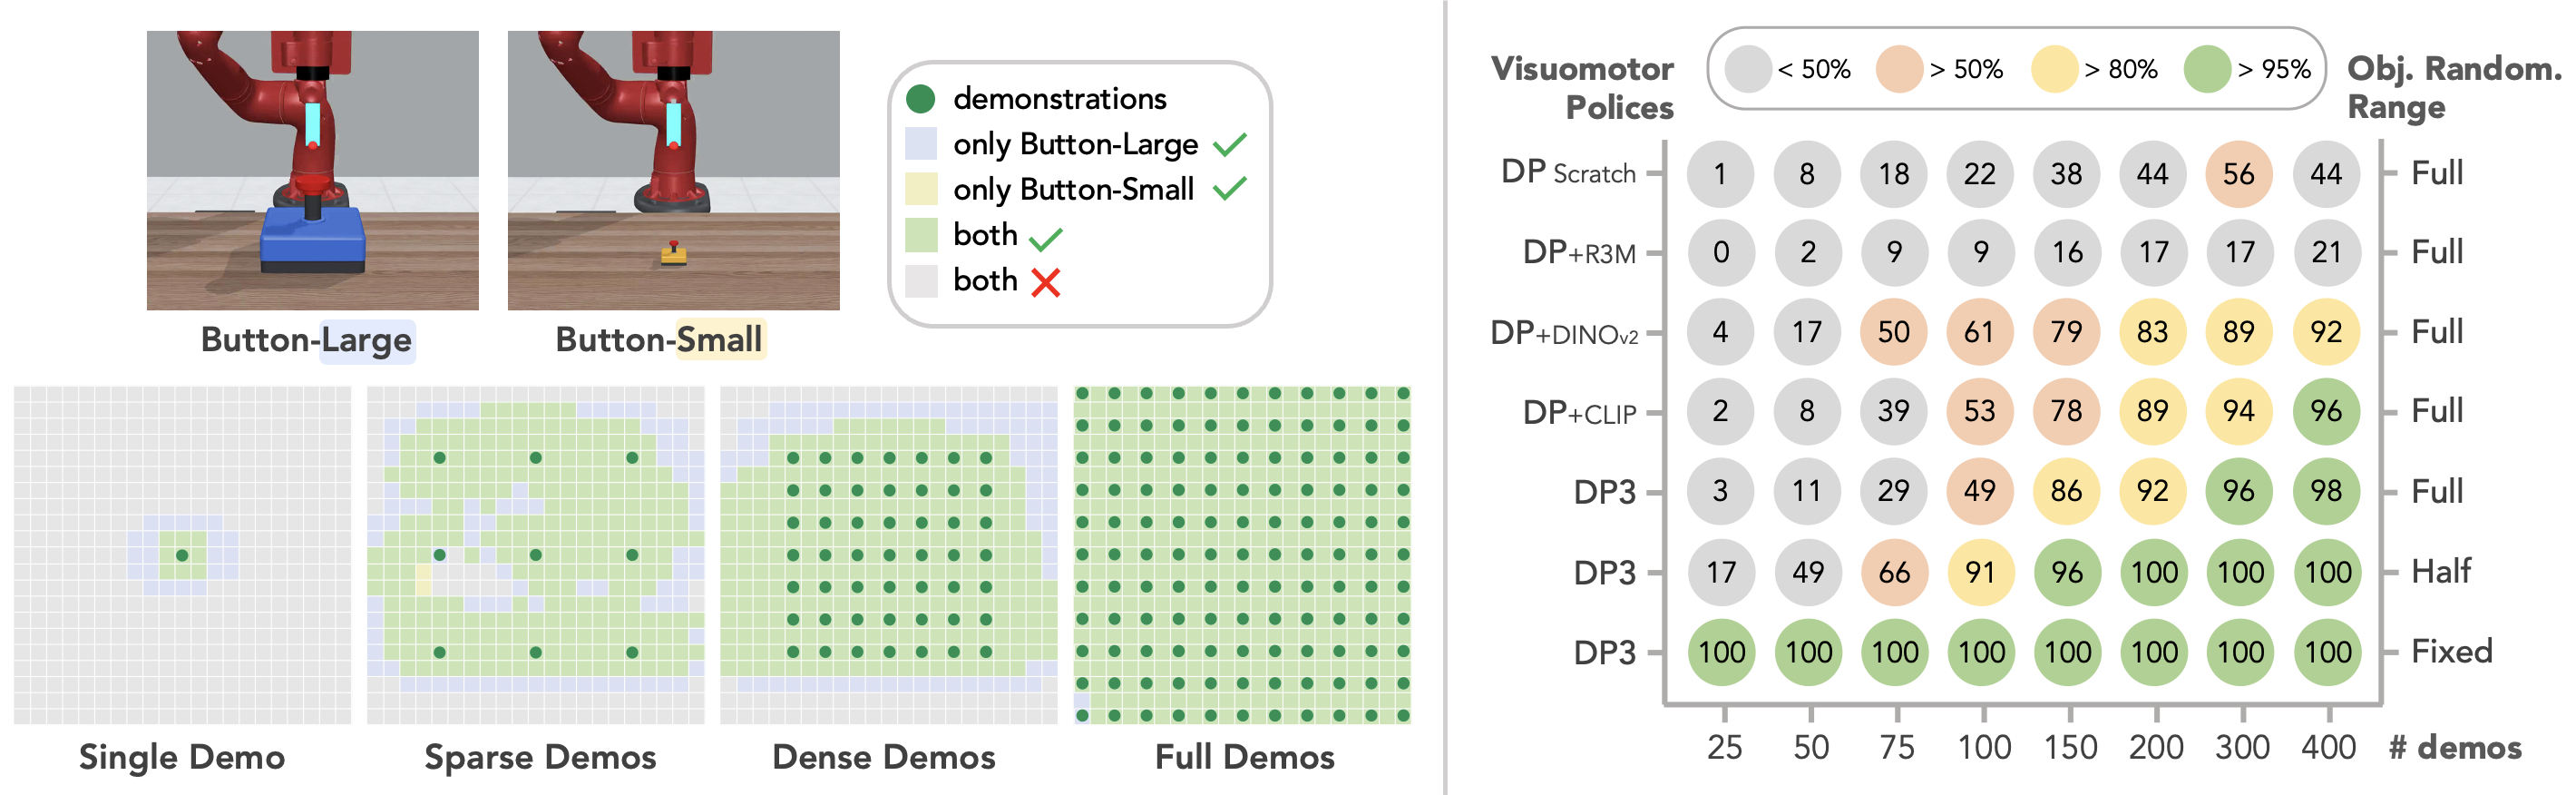 Button-Large
Button-Small
demonstrations
only Button-Large
only Button-Small
both
both
Single Demo
Sparse Demos
Dense Demos
Full Demos
Visuomotor
Polices
< 50%
> 50%
> 80%
> 95%
Obj. Random.
Range
DP Scratch 1 8 18 22 38 44 56 44 Full
DP+R3M 0 2 9 9 16 17 17 21 Full
DP+DINOv2 4 17 50 61 79 83 89 92 Full
DP+CLIP 2 8 39 53 78 89 94 96 Full
DP3 3 11 29 49 86 92 96 98 Full
DP3 17 49 66 91 96 100 100 100 Half
DP3 100 100 100 100 100 100 100 100 Fixed
25 50 75 100 150 200 300 400 # demos